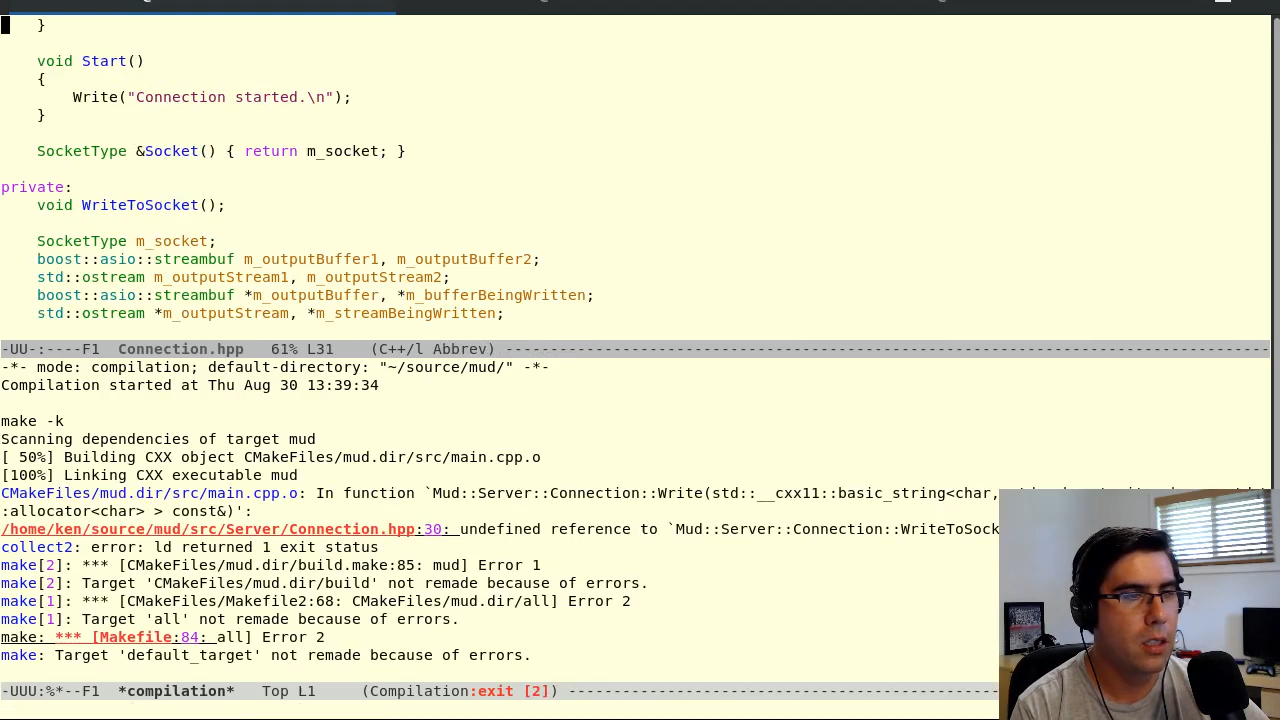 }
void Start()
{
Write("Connection started.\n");
}
SocketType &Socket() { return m_socket; }
private:
void WriteToSocket();
SocketType m_socket;
boost::asio::streambuf m_outputBuffer1, m_outputBuffer2;
std::ostream m_outputStream1, m_outputStream2;
boost::asio::streambuf *m_outputBuffer, *m_bufferBeingWritten;
std::ostream *m_outputStream, *m_streamBeingWritten;
-UU-:----F1  Connection.hpp   61% L31    (C++/l Abbrev) ------------------------------------------------------------------------------------
-*- mode: compilation; default-directory: "~/source/mud/" -*-
Compilation started at Thu Aug 30 13:39:34
make -k
Scanning dependencies of target mud
[ 50%] Building CXX object CMakeFiles/mud.dir/src/main.cpp.o
[100%] Linking CXX executable mud
CMakeFiles/mud.dir/src/main.cpp.o: In function `Mud::Server::Connection::Write(std::__cxx11::basic_string<char,
:allocator<char> > const&)':
/home/ken/source/mud/src/Server/Connection.hpp:30: undefined reference to `Mud::Server::Connection::WriteToSock
collect2: error: ld returned 1 exit status
make[2]: *** [CMakeFiles/mud.dir/build.make:85: mud] Error 1
make[2]: Target 'CMakeFiles/mud.dir/build' not remade because of errors.
make[1]: *** [CMakeFiles/Makefile2:68: CMakeFiles/mud.dir/all] Error 2
make[1]: Target 'all' not remade because of errors.
make: *** [Makefile:84: all] Error 2
make: Target 'default_target' not remade because of errors.
-UUU:%*--F1  *compilation*   Top L1     (Compilation:exit [2]) ------------------------------------------------